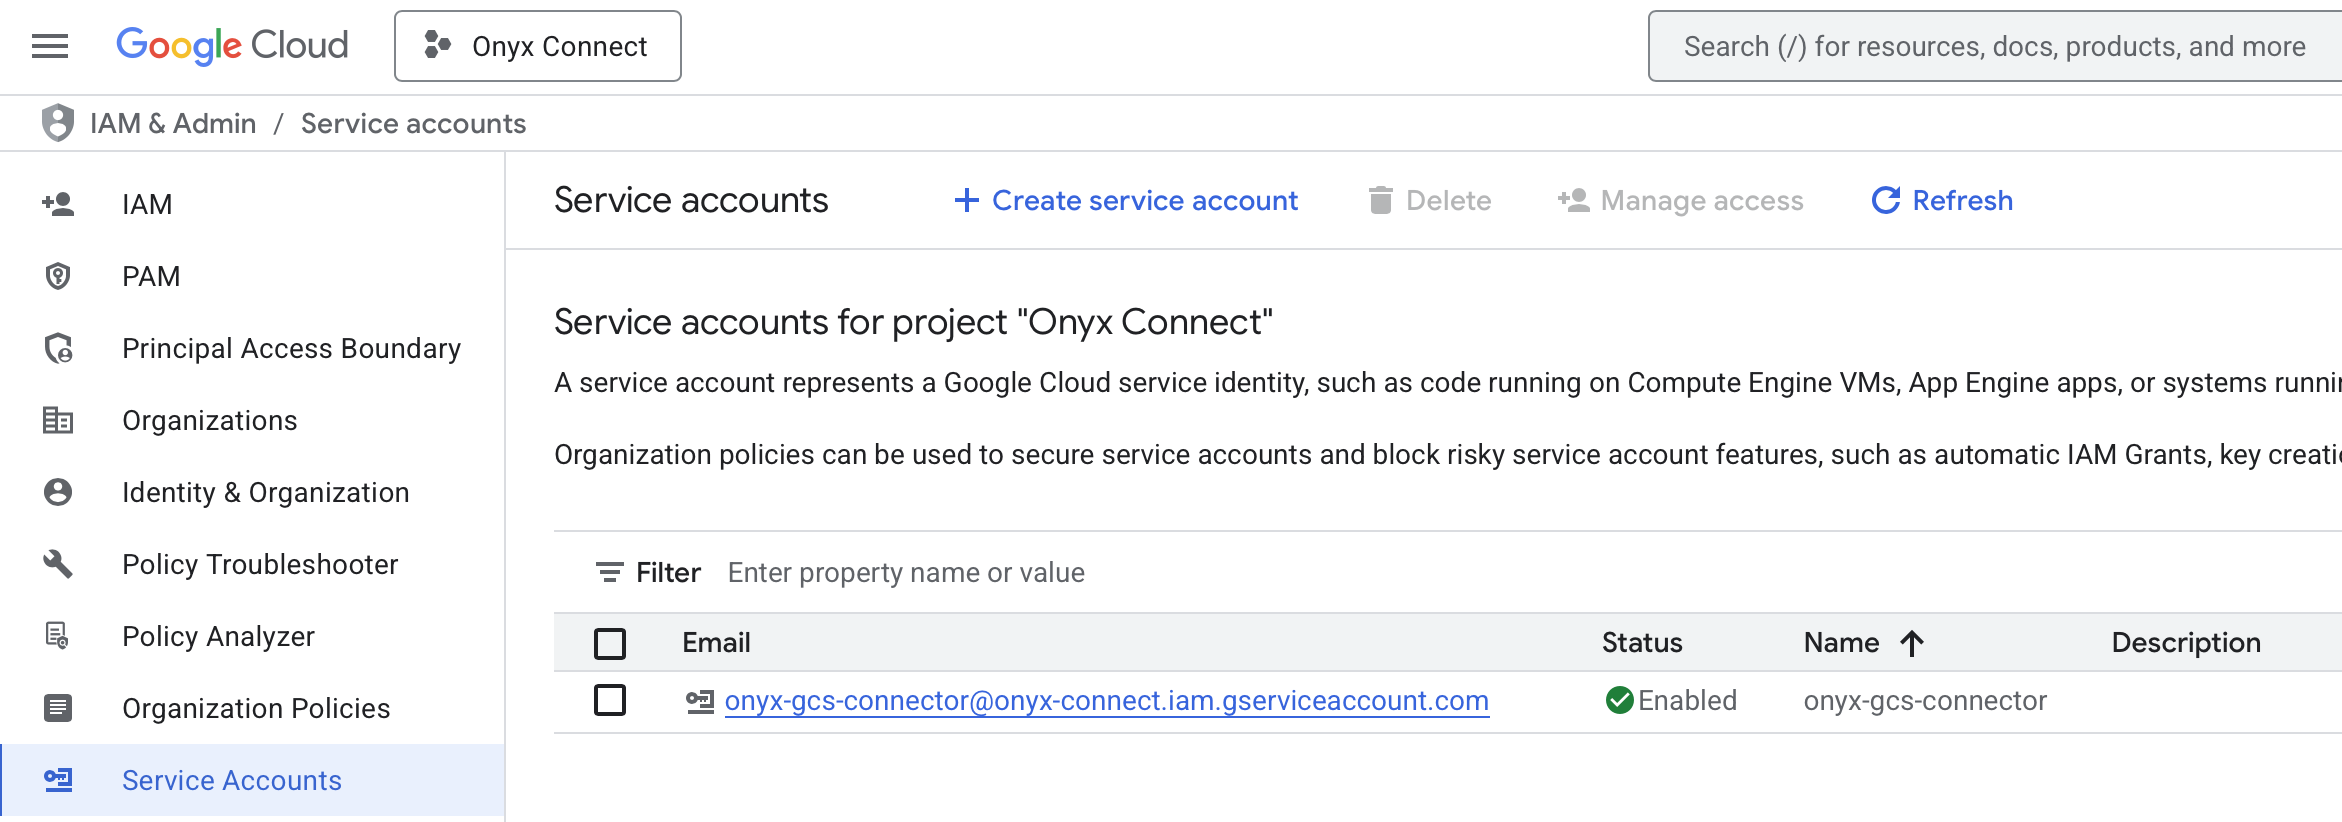 Google Cloud
Onyx Connect
Search (/) for resources, docs, products, and more
IAM & Admin / Service accounts
IAM
PAM
Principal Access Boundary
Organizations
Identity & Organization
Policy Troubleshooter
Policy Analyzer
Organization Policies
Service Accounts
Service accounts
Create service account
Delete
Manage access
Refresh
Service accounts for project "Onyx Connect"
A service account represents a Google Cloud service identity, such as code running on Compute Engine VMs, App Engine apps, or systems
Organization policies can be used to secure service accounts and block risky service account features, such as automatic IAM Grants, key
Filter Enter property name or value
Email Status Name Description
onyx-gcs-connector@onyx-connect.iam.gserviceaccount.com Enabled onyx-gcs-connector